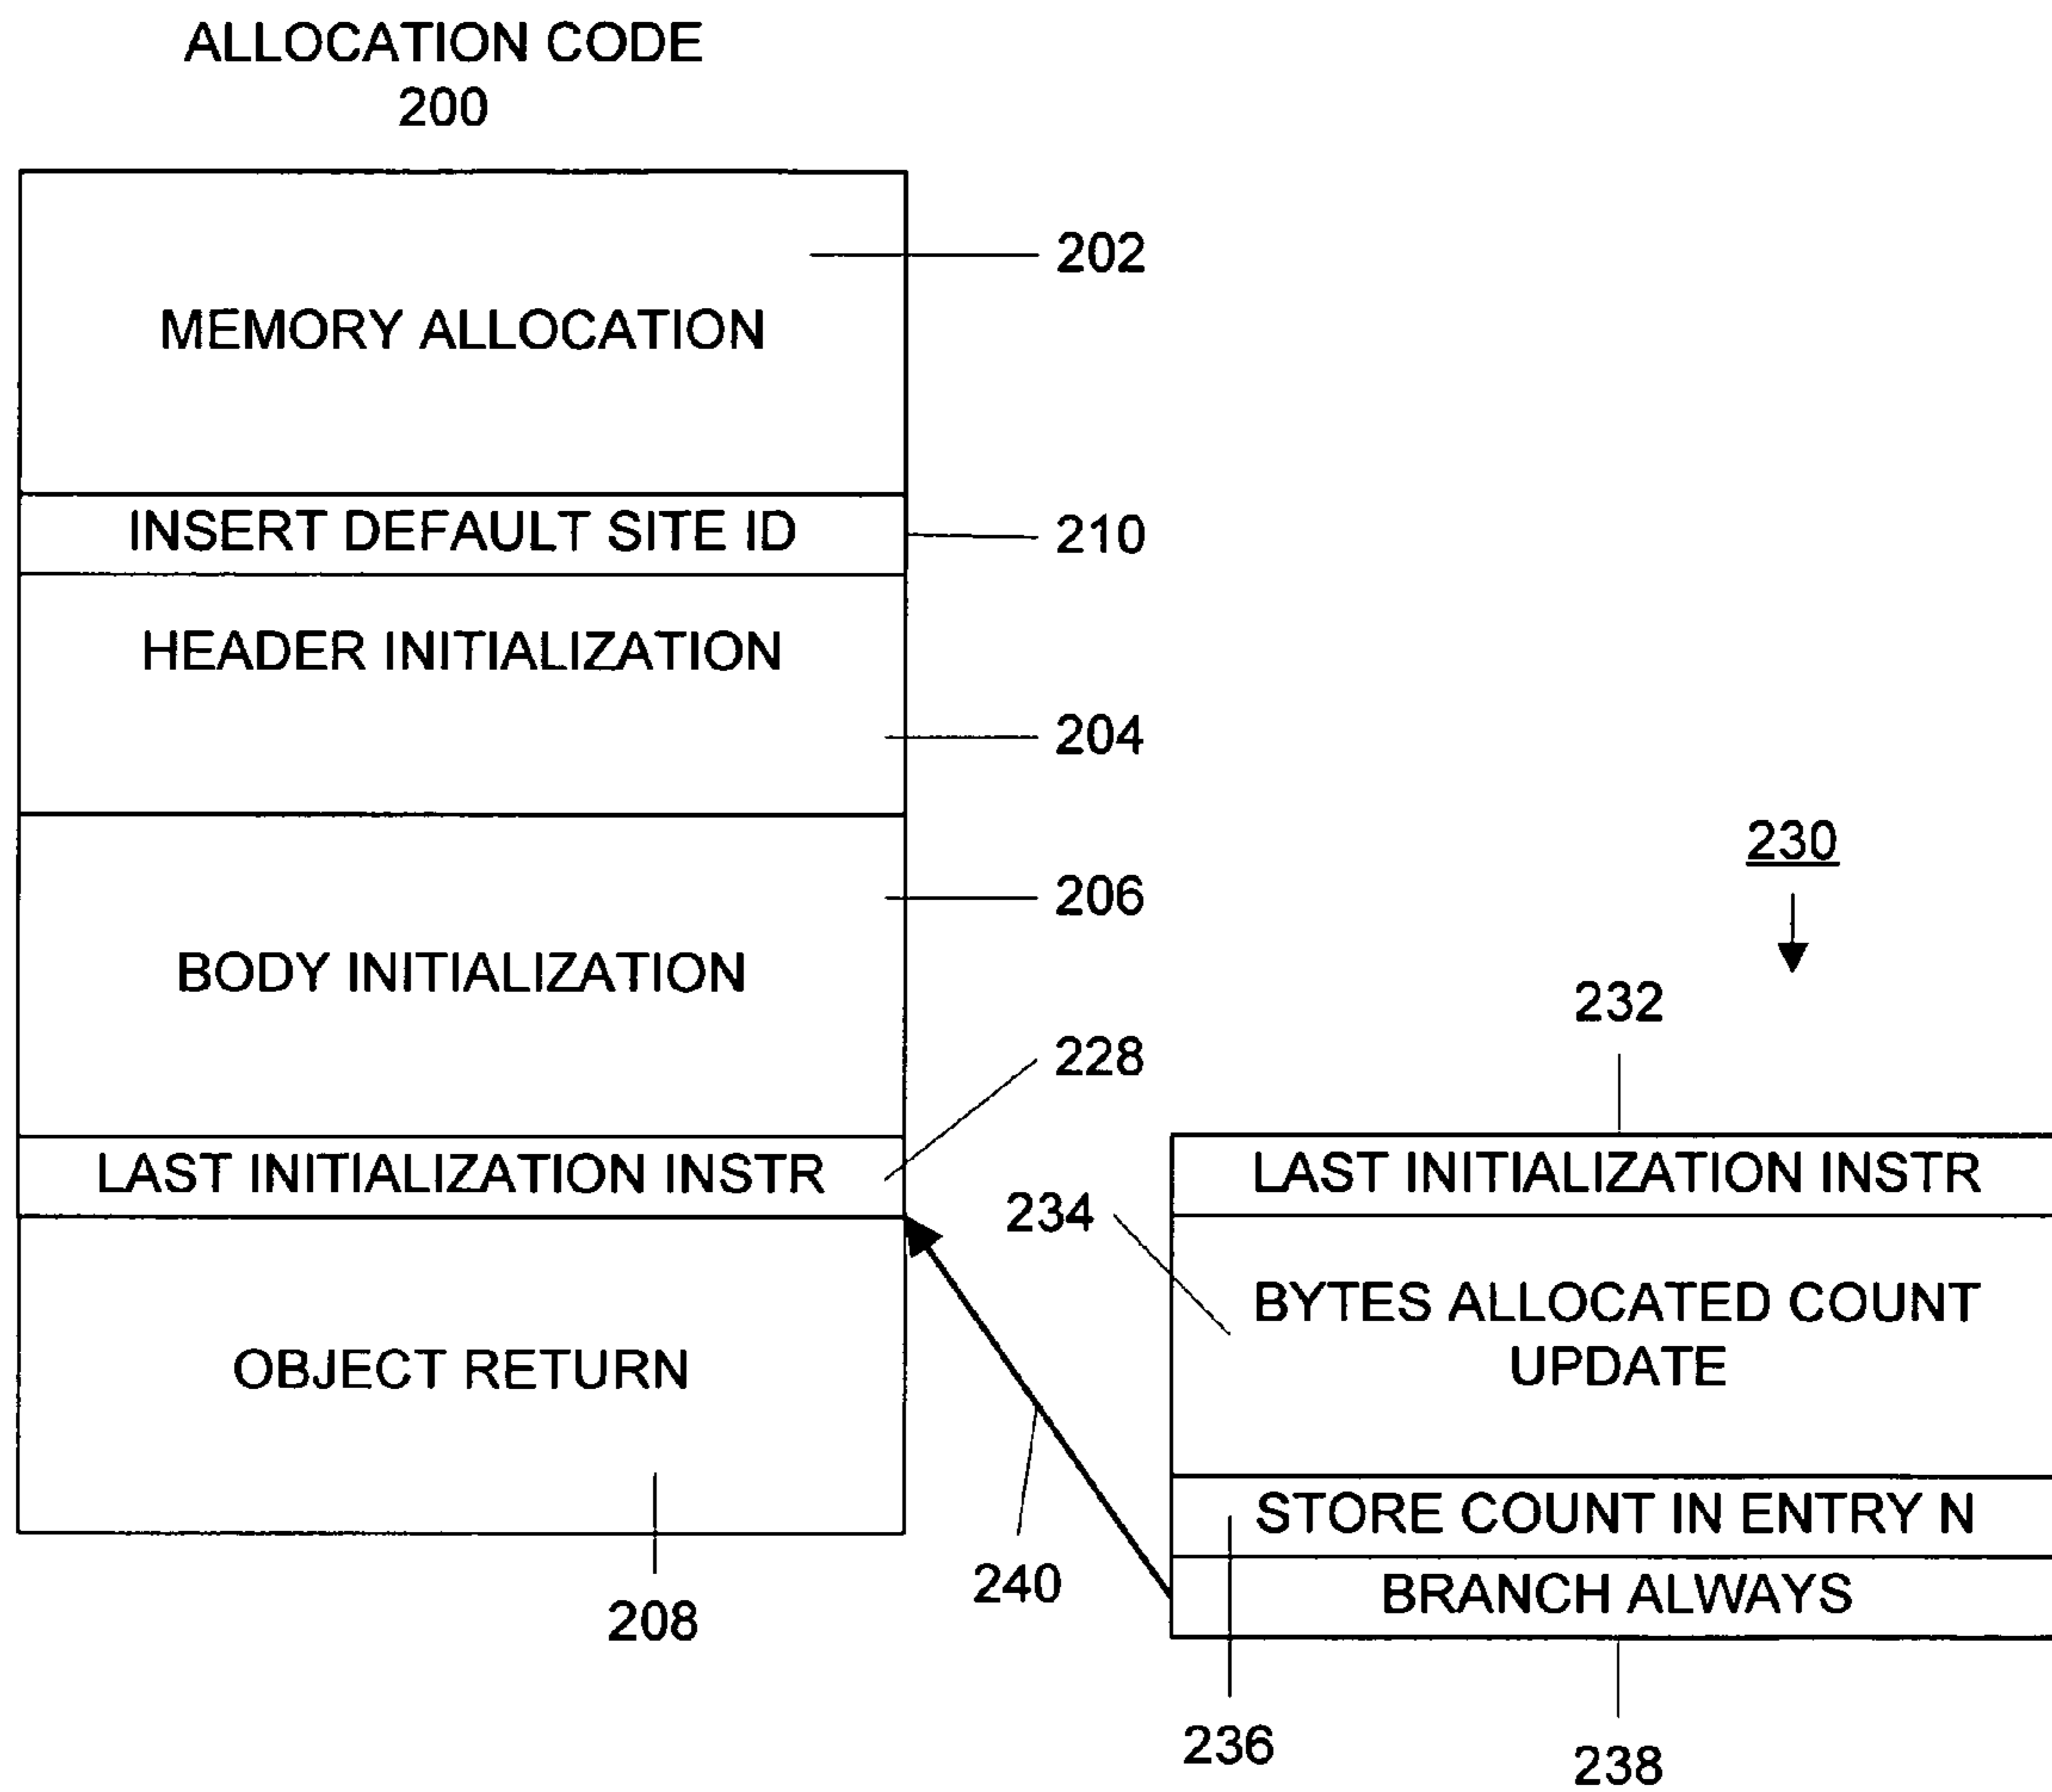 ALLOCATION CODE
200
202
MEMORY ALLOCATION
INSERT DEFAULT SITE ID
210
HEADER INITIALIZATION
204
206
BODY INITIALIZATION
228
LAST INITIALIZATION INSTR
OBJECT RETURN
208
230
232
LAST INITIALIZATION INSTR
234
BYTES ALLOCATED COUNT
UPDATE
STORE COUNT IN ENTRY N
BRANCH ALWAYS
240
236
238